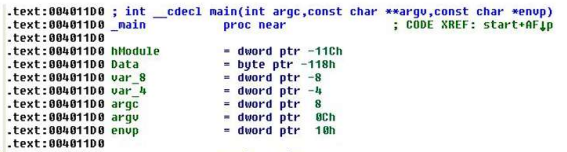 .text:004011D0 ; int __cdecl main(int argc,const char **argv,const char *envp)
.text:004011D0 _main proc near ; CODE XREF: start+AF↓p
.text:004011D0
.text:004011D0 hModule = dword ptr -11Ch
.text:004011D0 Data = byte ptr -118h
.text:004011D0 var_8 = dword ptr -8
.text:004011D0 var_4 = dword ptr -4
.text:004011D0 argc = dword ptr 8
.text:004011D0 argv = dword ptr 0Ch
.text:004011D0 envp = dword ptr 10h
.text:004011D0